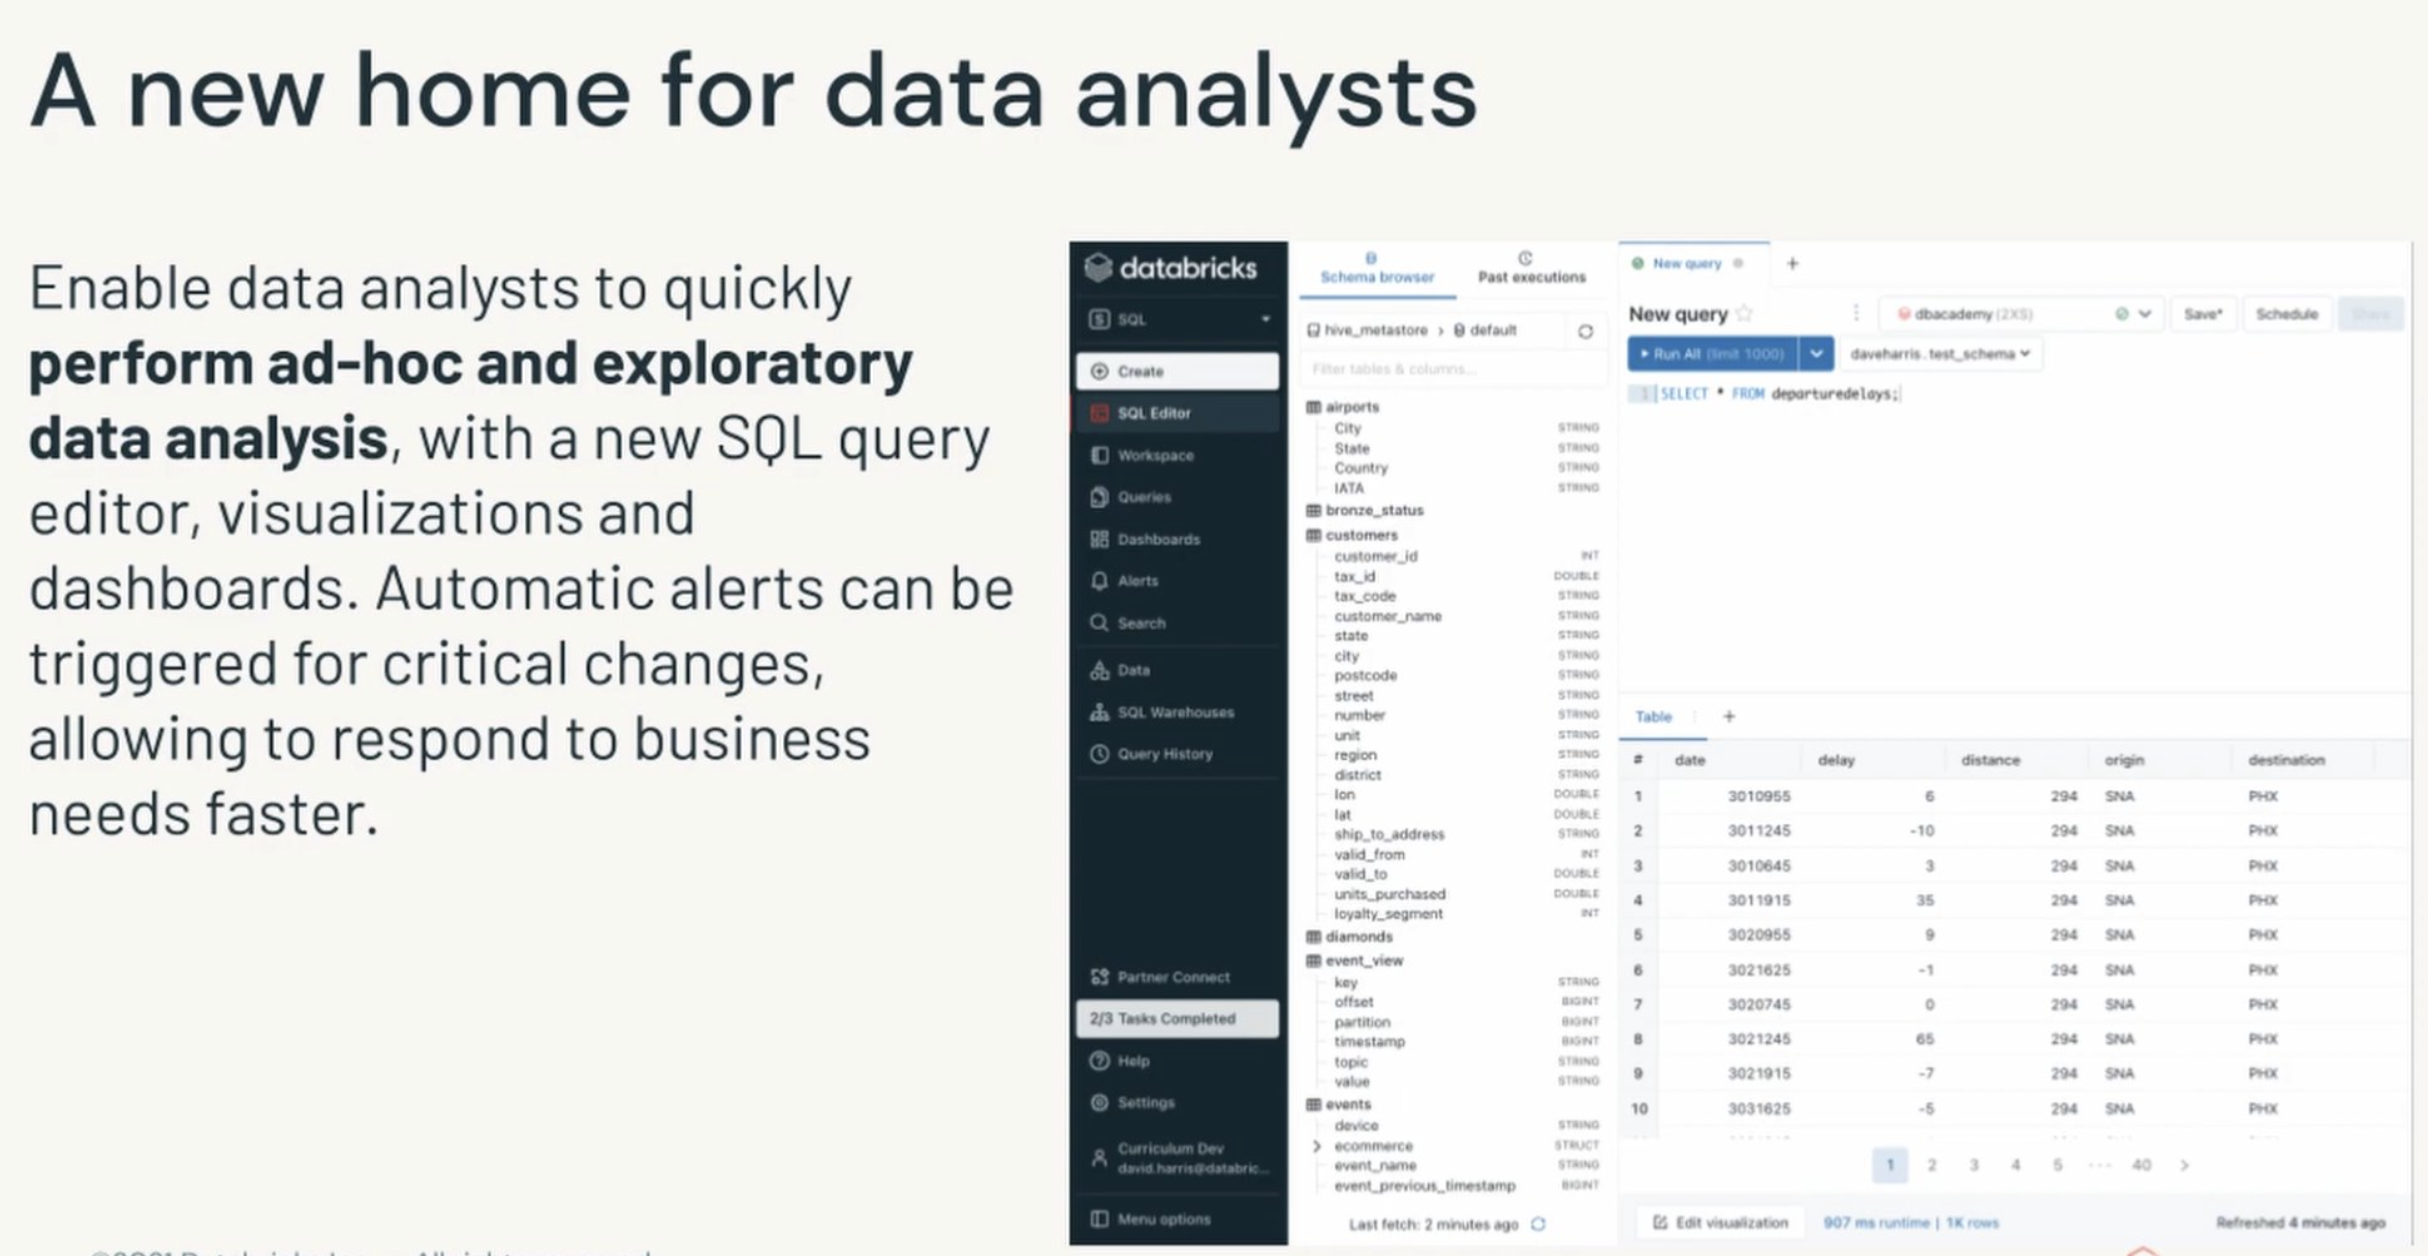 A new home for data analysts
Enable data analysts to quickly
perform ad-hoc and exploratory
data analysis, with a new SQL query
editor, visualizations and
dashboards. Automatic alerts can be
triggered for critical changes,
allowing to respond to business
needs faster.
databricks
SQL
Create
SQL Editor
Workspace
Queries
Dashboards
Alerts
Search
Data
SQL Warehouses
Query History
Partner Connect
2/3 Tasks Completed
Help
Settings
Curriculum Dev
david.harris@databric...
Menu options
Schema browser Past executions
hive_metastore > default
Filter tables & columns...
airports
City STRING
State STRING
Country STRING
IATA STRING
bronze_status
customers
customer_id INT
tax_id DOUBLE
tax_code STRING
customer_name STRING
state STRING
city STRING
postcode STRING
street STRING
number STRING
unit STRING
region STRING
district STRING
lon DOUBLE
lat DOUBLE
ship_to_address STRING
valid_from INT
valid_to DOUBLE
units_purchased DOUBLE
loyalty_segment INT
diamonds
event_view
key STRING
offset BIGINT
partition BIGINT
timestamp BIGINT
topic STRING
value STRING
events
device STRING
ecommerce STRUCT
event_name STRING
event_previous_timestamp BIGINT
Last fetch: 2 minutes ago
New query +
New query dbacademy (2XS) Save* Schedule Share
Run All (limit 1000) daveharris.test_schema
1 SELECT * FROM departuredelays;
Table +
# date delay distance origin destination
1 3010955 6 294 SNA PHX
2 3011245 -10 294 SNA PHX
3 3010645 3 294 SNA PHX
4 3011915 35 294 SNA PHX
5 3020955 9 294 SNA PHX
6 3021625 -1 294 SNA PHX
7 3020745 0 294 SNA PHX
8 3021245 65 294 SNA PHX
9 3021915 -7 294 SNA PHX
10 3031625 -5 294 SNA PHX
1 2 3 4 5 ... 40 >
Edit visualization 907 ms runtime | 1K rows Refreshed 4 minutes ago